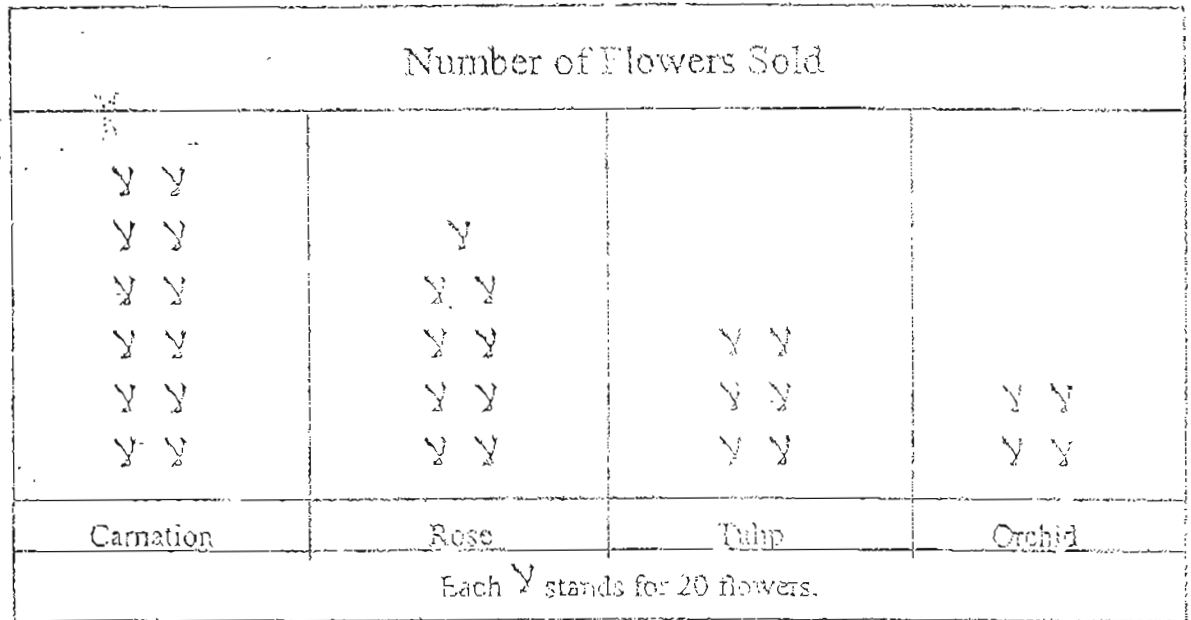 Number of Flowers Sold
Carnation Rose Tulip Orchid
Each Y stands for 20 flowers.